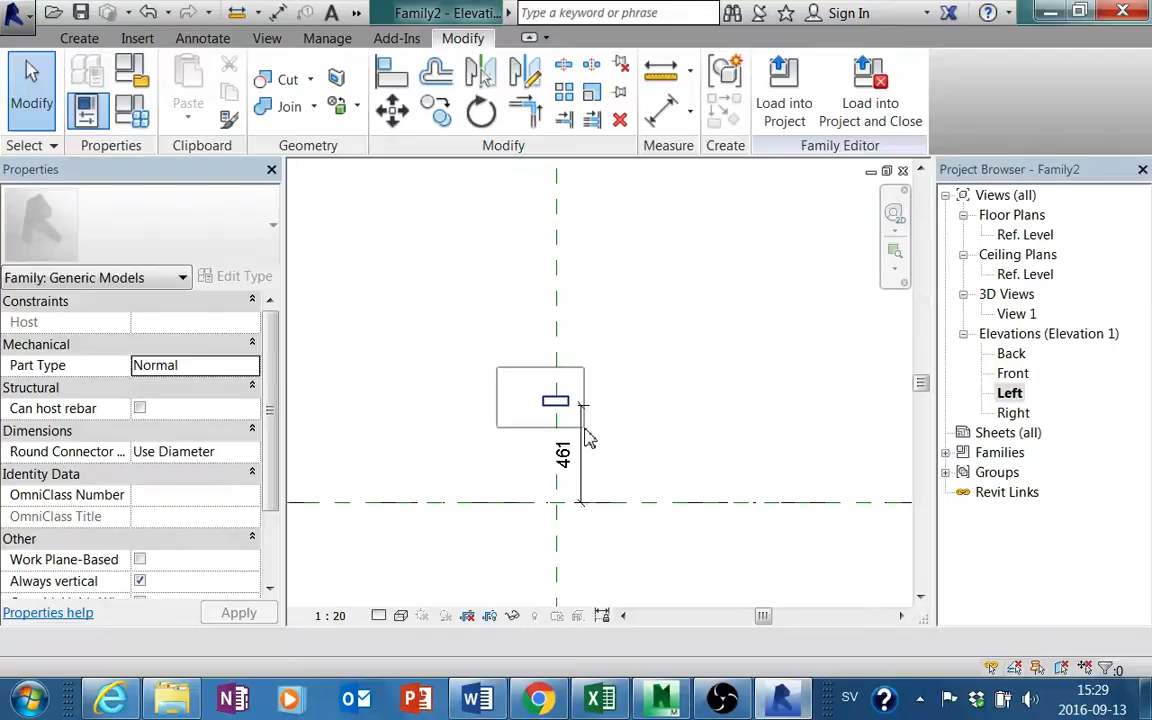 Family2 - Elevati...
Type a keyword or phrase
Sign In
Create Insert Annotate View Manage Add-Ins Modify
Modify
Paste
Cut
Join
Load into Project
Load into Project and Close
Select Properties Clipboard Geometry Modify Measure Create Family Editor
Properties
Family: Generic Models
Edit Type
Constraints
Host
Mechanical
Part Type Normal
Structural
Can host rebar
Dimensions
Round Connector ... Use Diameter
Identity Data
OmniClass Number
OmniClass Title
Other
Work Plane-Based
Always vertical
Properties help
Apply
461
2D
1 : 20
Project Browser - Family2
Views (all)
Floor Plans
Ref. Level
Ceiling Plans
Ref. Level
3D Views
View 1
Elevations (Elevation 1)
Back
Front
Left
Right
Sheets (all)
Families
Groups
Revit Links
:0
SV
15:29
2016-09-13